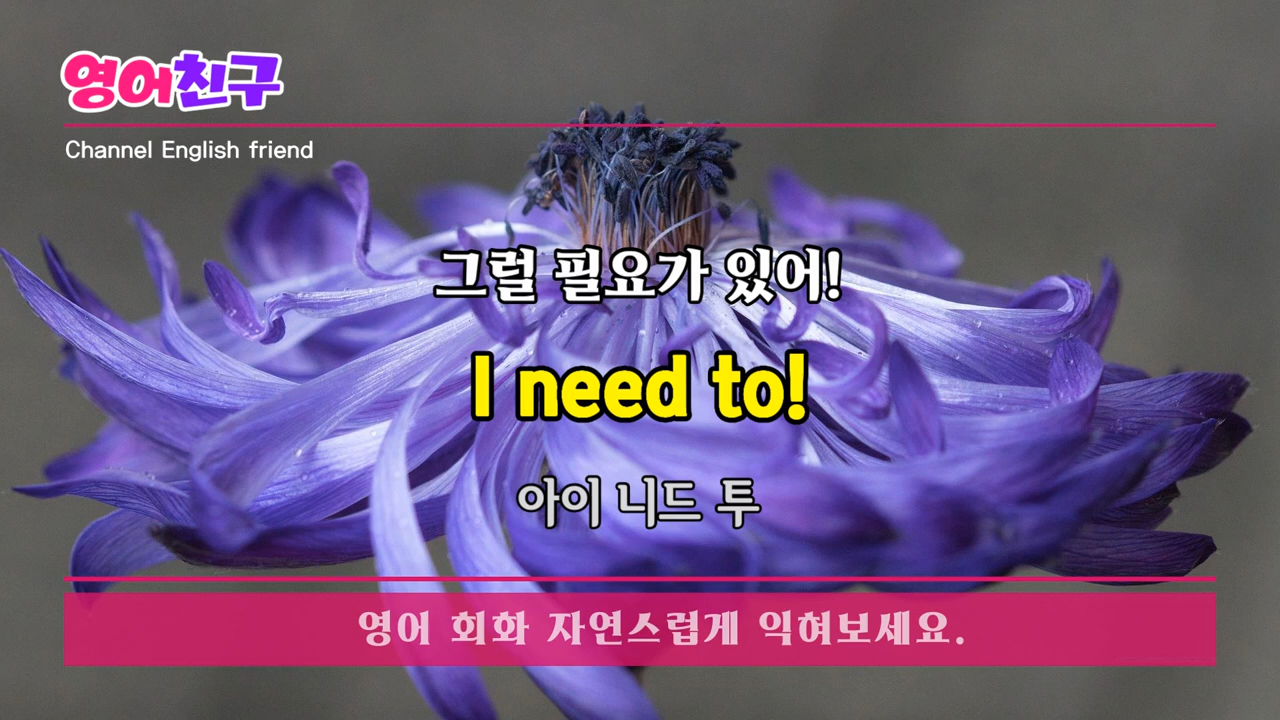 영어친구
Channel English friend
그럴 필요가 있어!
I need to!
아이 니드 투
영어 회화 자연스럽게 익혀보세요.